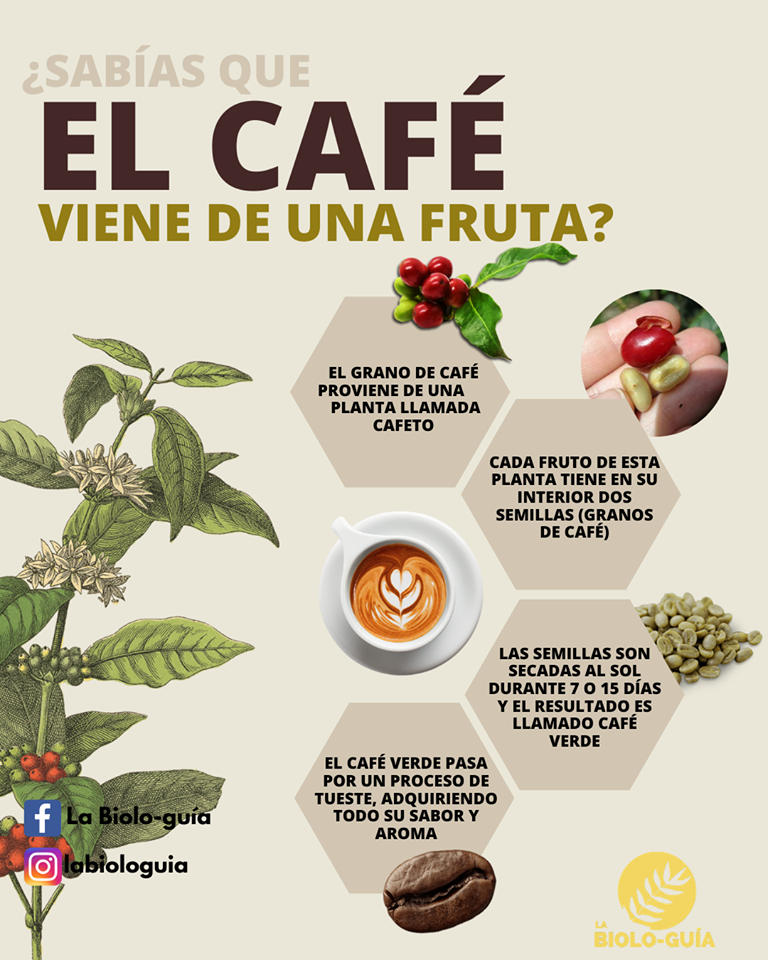 ¿SABÍAS QUE
EL CAFÉ
VIENE DE UNA FRUTA?
EL GRANO DE CAFÉ
PROVIENE DE UNA
PLANTA LLAMADA
CAFETO
CADA FRUTO DE ESTA
PLANTA TIENE EN SU
INTERIOR DOS
SEMILLAS (GRANOS
DE CAFÉ)
LAS SEMILLAS SON
SECADAS AL SOL
DURANTE 7 O 15 DÍAS
Y EL RESULTADO ES
LLAMADO CAFÉ
VERDE
EL CAFÉ VERDE PASA
POR UN PROCESO DE
TUESTE, ADQUIRIENDO
TODO SU SABOR Y
AROMA
La Biolo-guía
labiologuia
LA
BIOLO-GUÍA